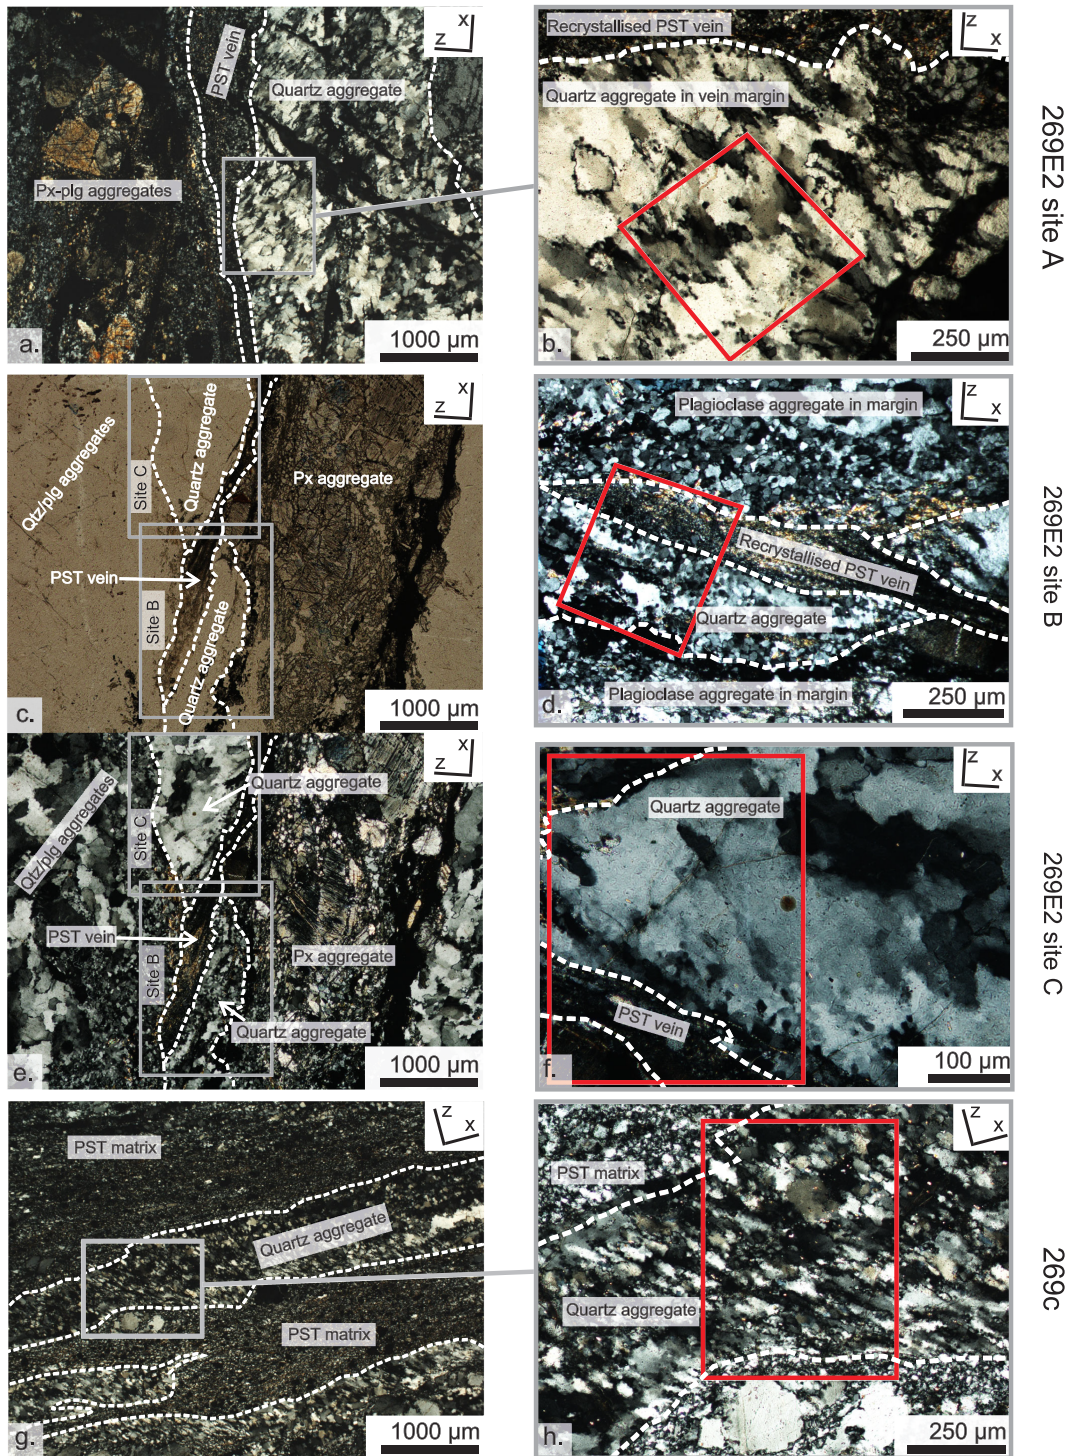 PST vein
Quartz aggregate
Px-plg aggregates
z
x
1000 µm
a.
Recrystallised PST vein
Quartz aggregate in vein margin
z
x
250 µm
b.
269E2 site A
Qtz/plg aggregates
Site C
Quartz aggregate
Px aggregate
PST vein
Site B
Quartz aggregate
z
x
1000 µm
c.
Plagioclase aggregate in margin
Recrystallised PST vein
Quartz aggregate
Plagioclase aggregate in margin
z
x
250 µm
d.
269E2 site B
Qtz/plg aggregates
Site C
Quartz aggregate
PST vein
Site B
Px aggregate
Quartz aggregate
z
x
1000 µm
e.
Quartz aggregate
PST vein
z
x
100 µm
f.
269E2 site C
PST matrix
Quartz aggregate
PST matrix
z
x
1000 µm
g.
PST matrix
Quartz aggregate
z
x
250 µm
h.
269c